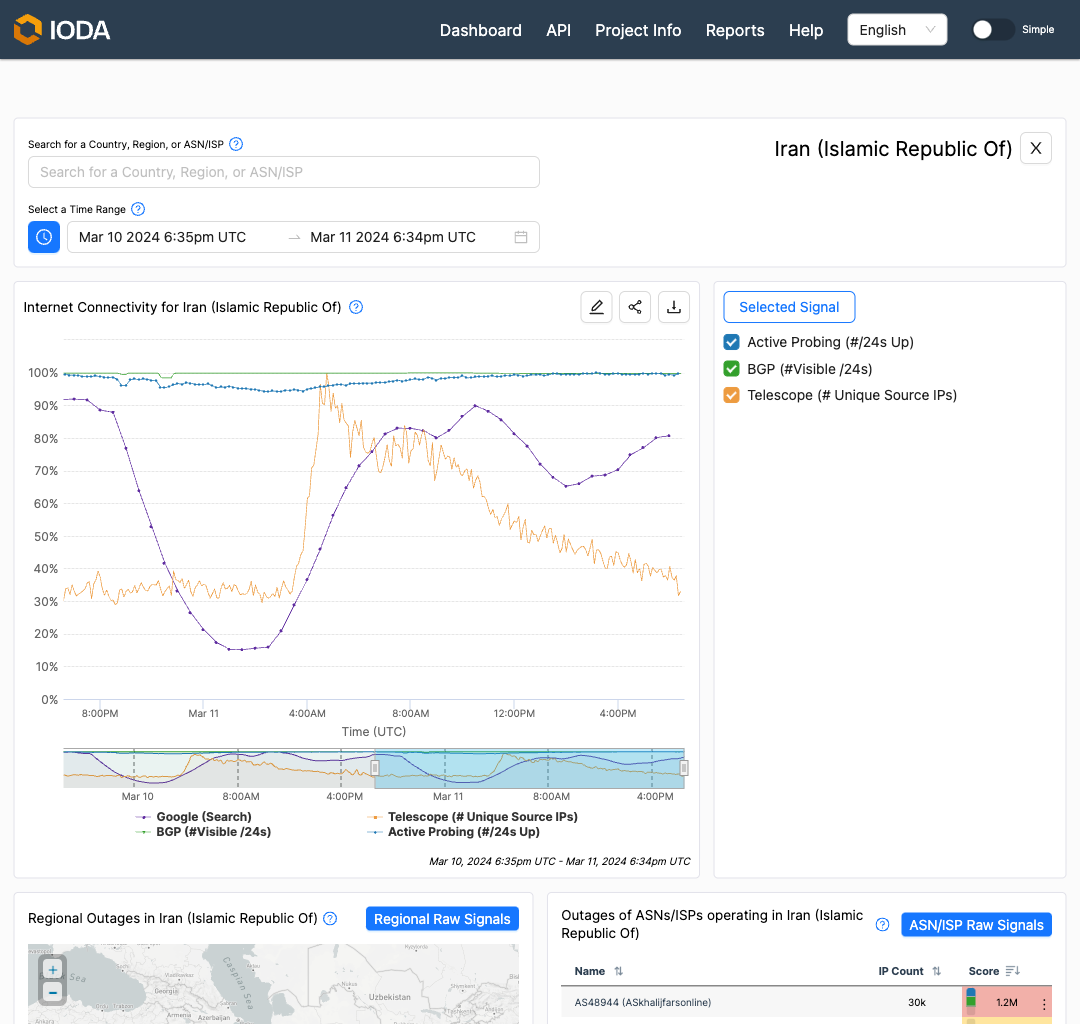 IODA
Dashboard API Project Info Reports Help English Simple
Search for a Country, Region, or ASN/ISP ?
Iran (Islamic Republic Of) X
Search for a Country, Region, or ASN/ISP
Select a Time Range ?
Mar 10 2024 6:35pm UTC → Mar 11 2024 6:34pm UTC
Internet Connectivity for Iran (Islamic Republic Of) ?
100%
90%
80%
70%
60%
50%
40%
30%
20%
10%
0%
8:00PM Mar 11 4:00AM 8:00AM 12:00PM 4:00PM
Time (UTC)
Mar 10 8:00AM 4:00PM Mar 11 8:00AM 4:00PM
Google (Search) Telescope (# Unique Source IPs)
BGP (#Visible /24s) Active Probing (#/24s Up)
Mar 10, 2024 6:35pm UTC - Mar 11, 2024 6:34pm UTC
Selected Signal
Active Probing (#/24s Up)
BGP (#Visible /24s)
Telescope (# Unique Source IPs)
Regional Outages in Iran (Islamic Republic Of) ?
Regional Raw Signals
+
−
Caspian Sea
Georgia
Armenia
Azerbaijan
Uzbekistan
Nukus
Outages of ASNs/ISPs operating in Iran (Islamic
Republic Of) ?
ASN/ISP Raw Signals
Name IP Count Score
AS48944 (ASkhalijfarsonline) 30k 1.2M